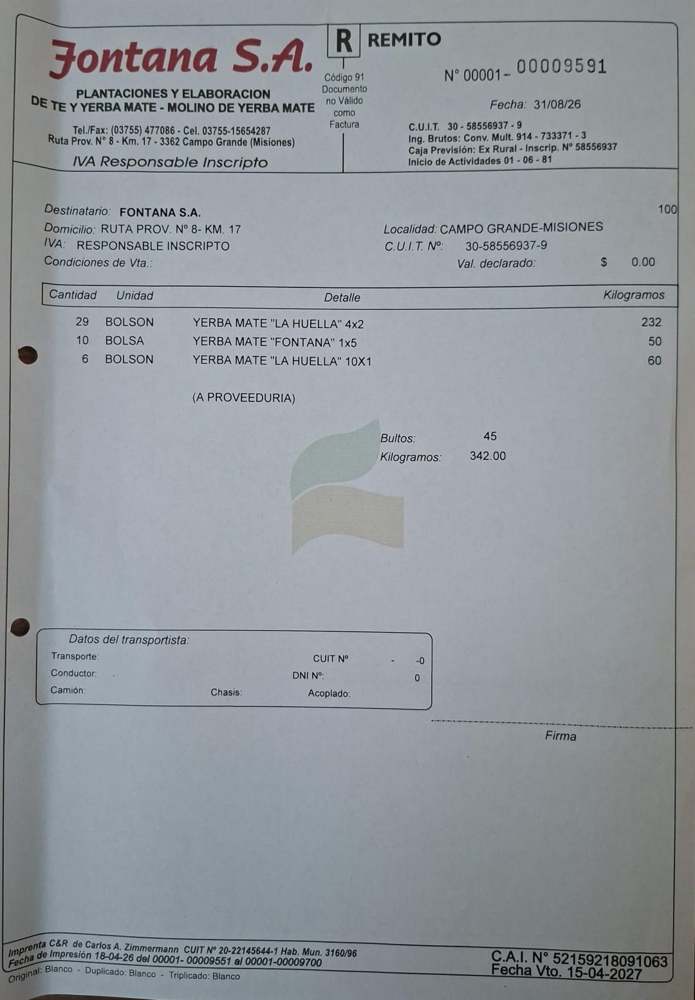 Fontana S.A.
PLANTACIONES Y ELABORACION
DE TE Y YERBA MATE - MOLINO DE YERBA MATE
Tel./Fax: (03755) 477086 - Cel. 03755-15654287
Ruta Prov. N° 8 - Km. 17 - 3362 Campo Grande (Misiones)
IVA Responsable Inscripto
R
Código 91
Documento
no Válido
como
Factura
REMITO
N° 00001- 00009591
Fecha: 31/08/26
C.U.I.T. 30 - 58556937 - 9
Ing. Brutos: Conv. Mult. 914 - 733371 - 3
Caja Previsión: Ex Rural - Inscrip. N° 58556937
Inicio de Actividades 01 - 06 - 81
Destinatario: FONTANA S.A. 100
Domicilio: RUTA PROV. Nº 8- KM. 17 Localidad: CAMPO GRANDE-MISIONES
IVA: RESPONSABLE INSCRIPTO C.U.I.T. Nº: 30-58556937-9
Condiciones de Vta.: Val. declarado: $ 0.00
Cantidad Unidad Detalle Kilogramos
29 BOLSON YERBA MATE "LA HUELLA" 4x2 232
10 BOLSA YERBA MATE "FONTANA" 1x5 50
6 BOLSON YERBA MATE "LA HUELLA" 10X1 60
(A PROVEEDURIA)
Bultos: 45
Kilogramos: 342.00
Datos del transportista:
Transporte: CUIT Nº - -0
Conductor: DNI Nº: 0
Camión: Chasis: Acoplado:
Firma
Imprenta C&R de Carlos A. Zimmermann CUIT Nº 20-22145644-1 Hab. Mun. 3160/96
Fecha de Impresión 18-04-26 del 00001- 00009551 al 00001-00009700
Original: Blanco - Duplicado: Blanco - Triplicado: Blanco
C.A.I. N° 52159218091063
Fecha Vto. 15-04-2027